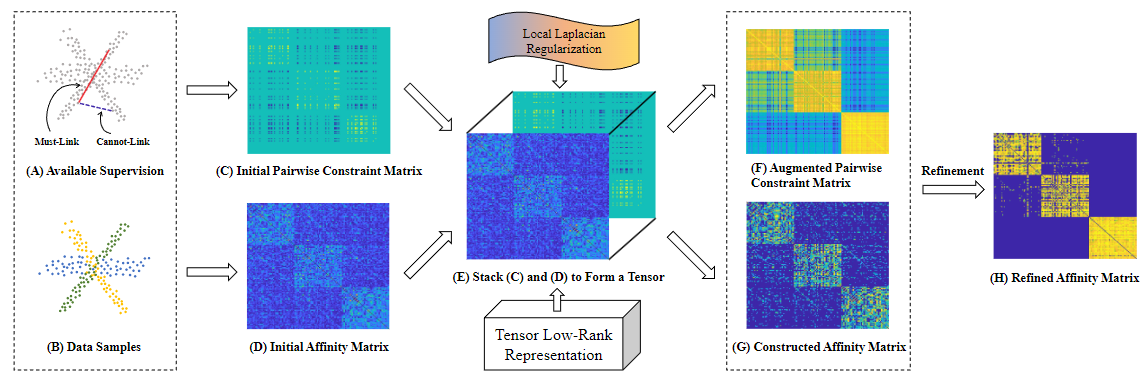 Must-Link
Cannot-Link
(A) Available Supervision
(B) Data Samples
(C) Initial Pairwise Constraint Matrix
(D) Initial Affinity Matrix
Local Laplacian
Regularization
(E) Stack (C) and (D) to Form a Tensor
Tensor Low-Rank
Representation
(F) Augmented Pairwise
Constraint Matrix
(G) Constructed Affinity Matrix
Refinement
(H) Refined Affinity Matrix